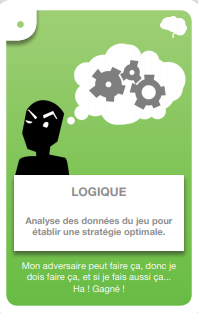 LOGIQUE
Analyse des données du jeu pour
établir une stratégie optimale.
Mon adversaire peut faire ça, donc je
dois faire ça, et si je fais aussi ça...
Ha ! Gagné !